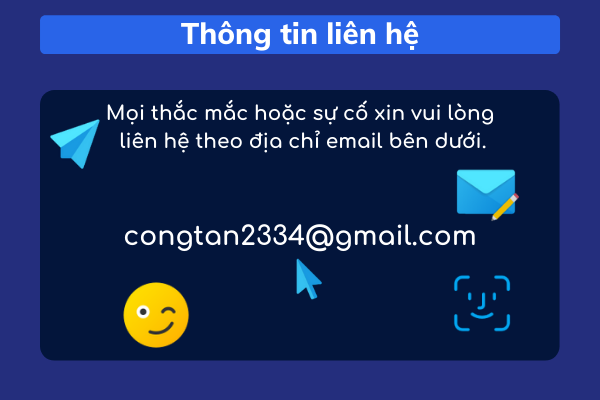 Thông tin liên hệ
Mọi thắc mắc hoặc sự cố xin vui lòng
liên hệ theo địa chỉ email bên dưới.
congtan2334@gmail.com